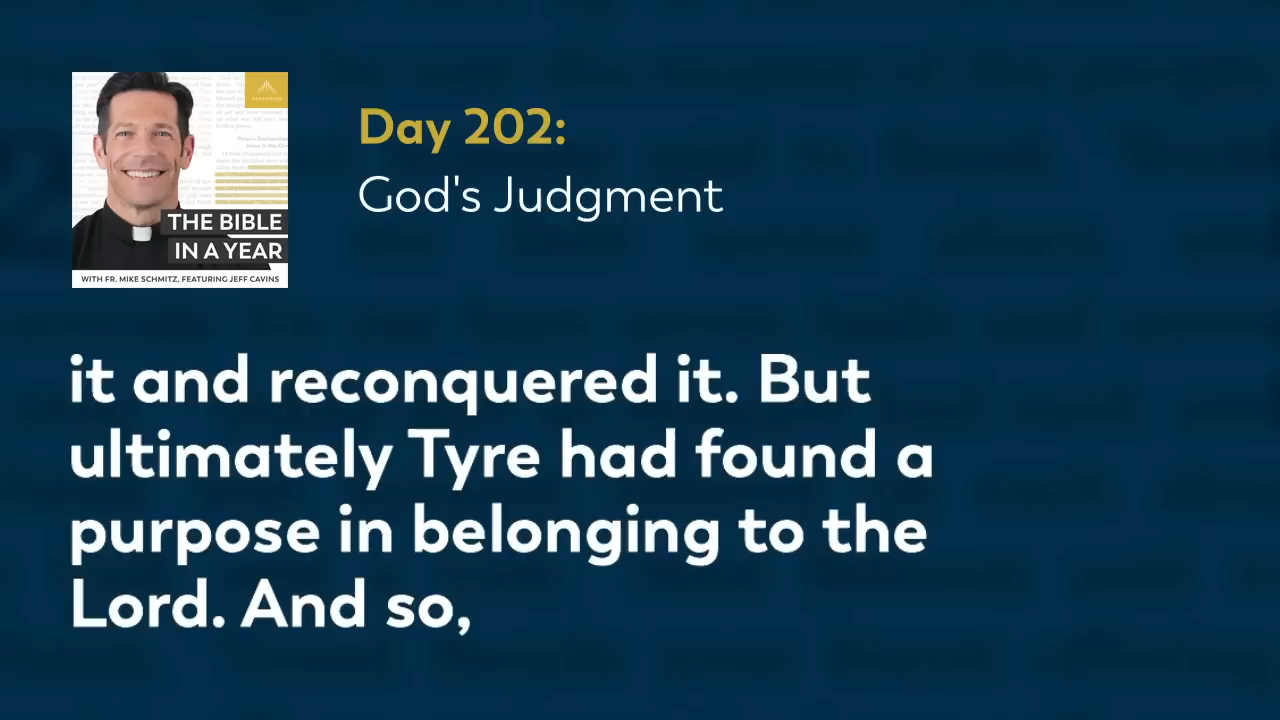 THE BIBLE
IN A YEAR
WITH FR. MIKE SCHMITZ, FEATURING JEFF CAVINS
Day 202:
God's Judgment
it and reconquered it. But
ultimately Tyre had found a
purpose in belonging to the
Lord. And so,